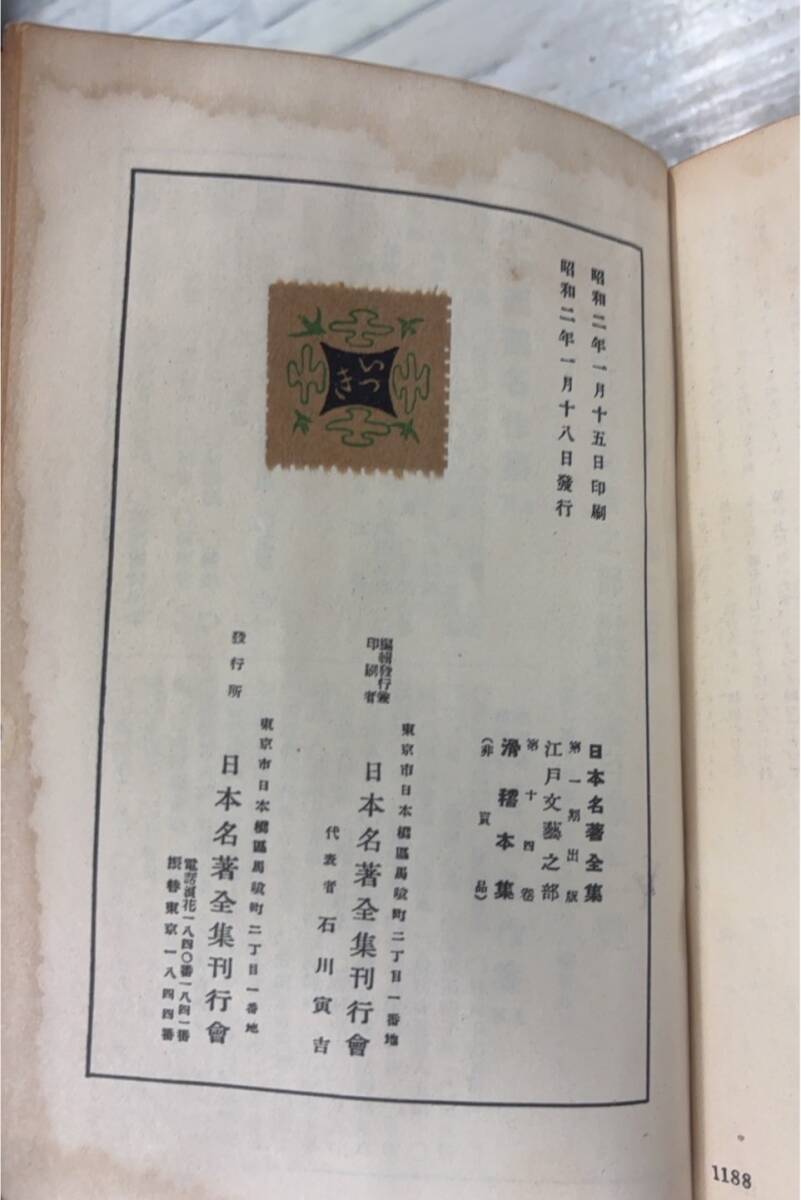 昭和二年一月十五日印刷
昭和二年一月十八日發行
日本名著全集
第一期出版
江戸文藝之部
第十四卷
滑稽本集
(非賣品)
いつ
き
東京市日本橋區馬喰町二丁目一番地
編輯發行兼
印刷者
日本名著全集刊行會
代表者 石川寅吉
東京市日本橋區馬喰町二丁目一番地
發行所
日本名著全集刊行會
電話浪花一八四〇番一八四一番
振替東京一八四四番
1188